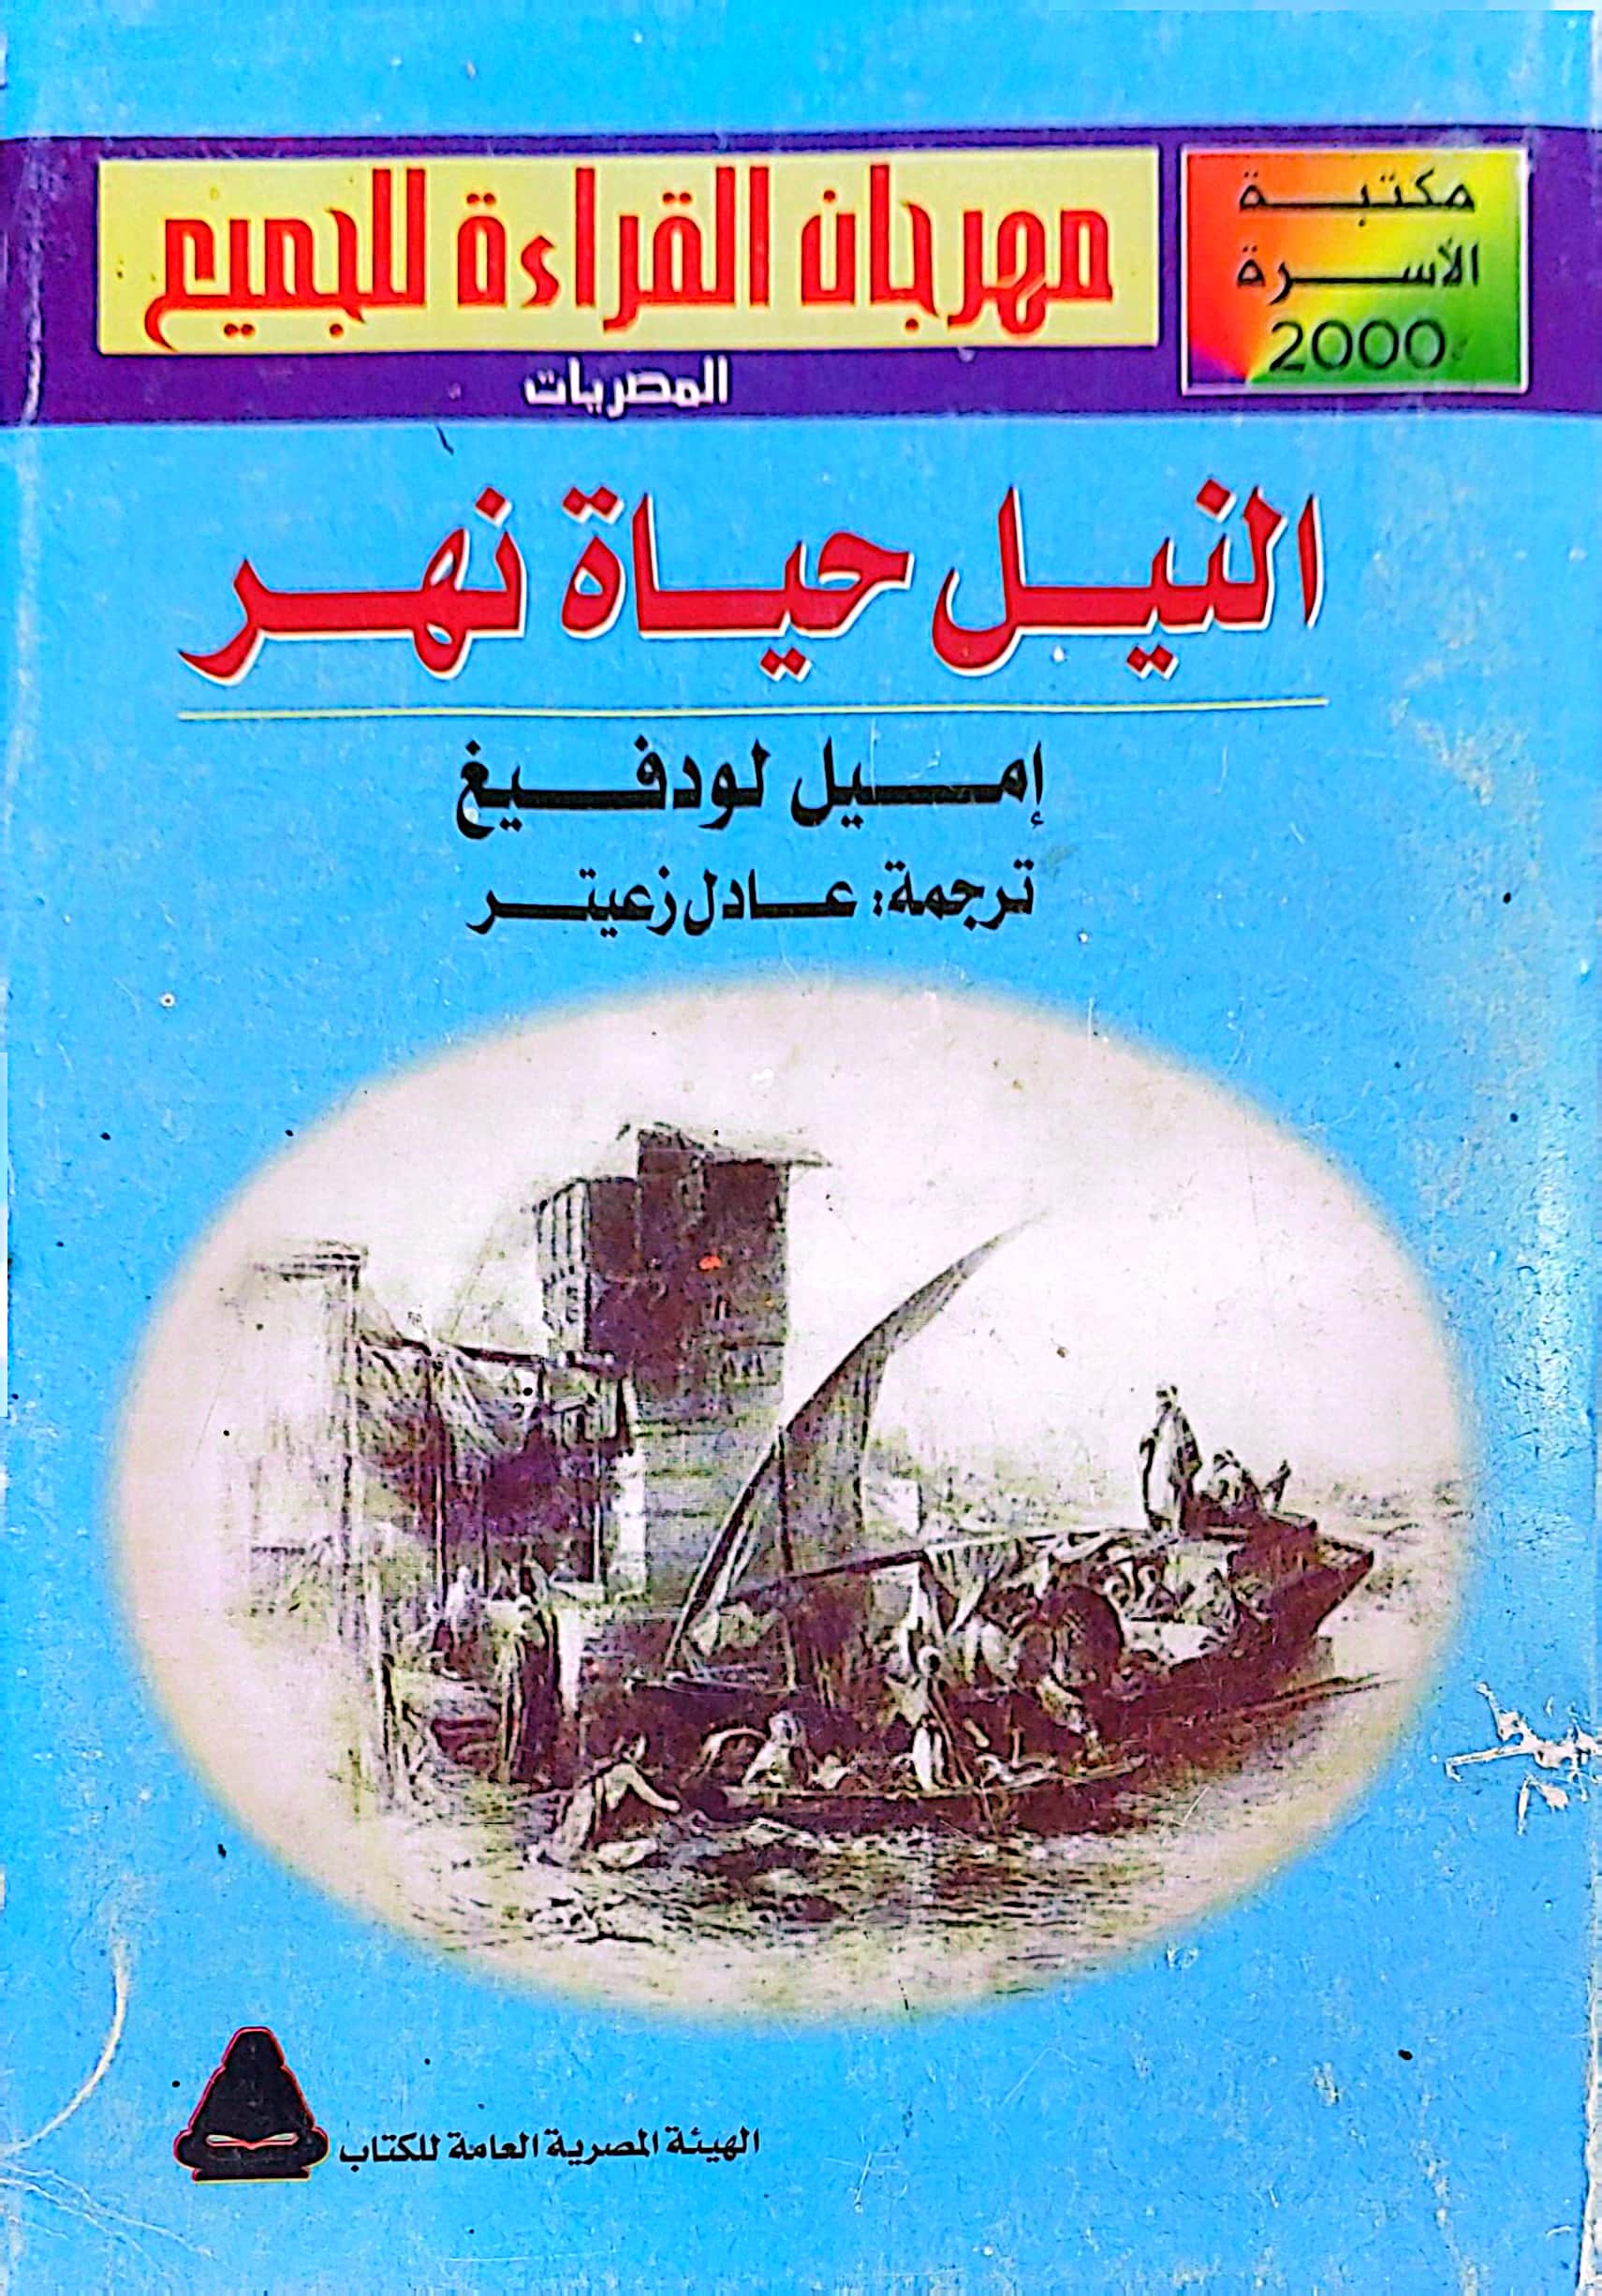 مكتبة
الأسرة
2000
مهرجان القراءة للجميع
المصريات
النيل حياة نهر
إميل لودفيغ
ترجمة: عادل زعيتر
الهيئة المصرية العامة للكتاب